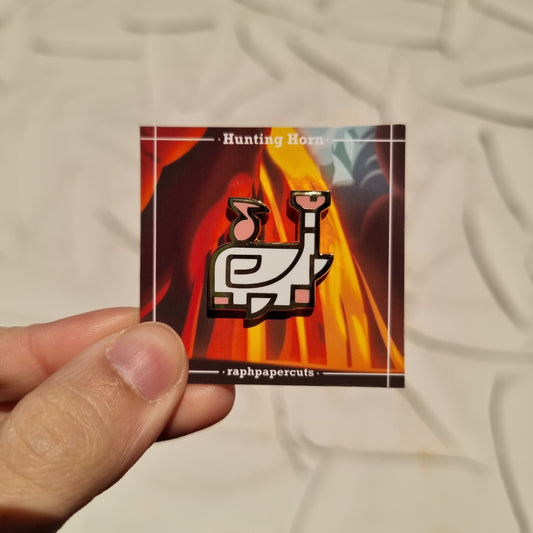 · Hunting Horn ·
· raphpapercuts ·